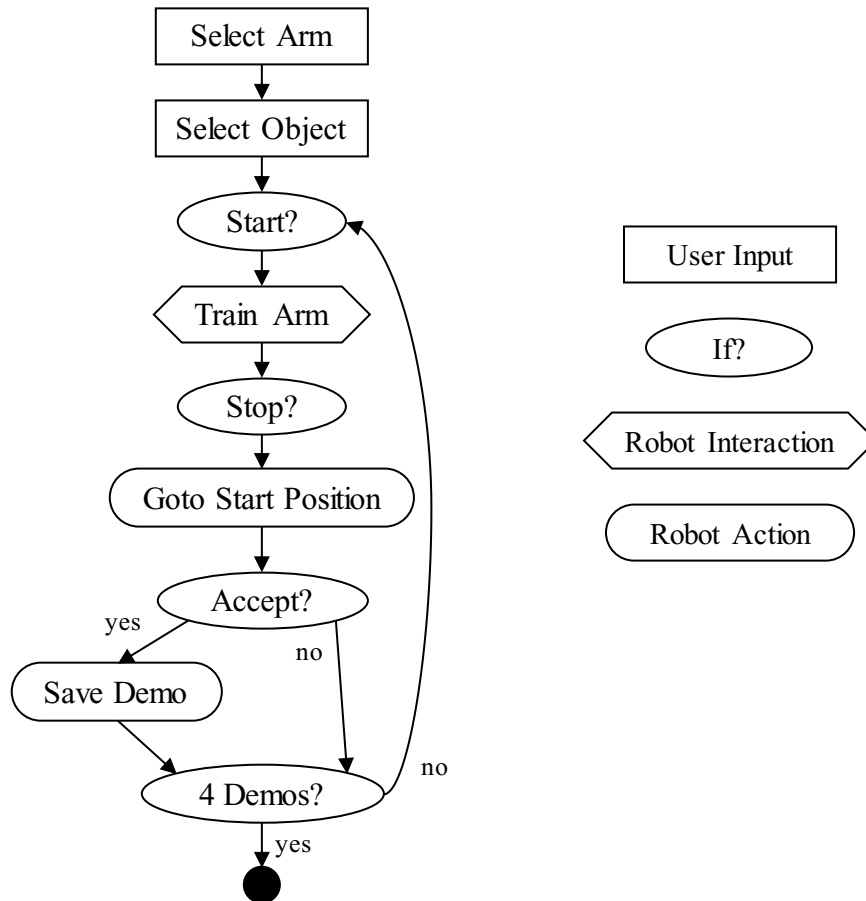 Select Arm
Select Object
Start?
Train Arm
Stop?
Goto Start Position
Accept?
yes
no
Save Demo
4 Demos?
no
yes
User Input
If?
Robot Interaction
Robot Action